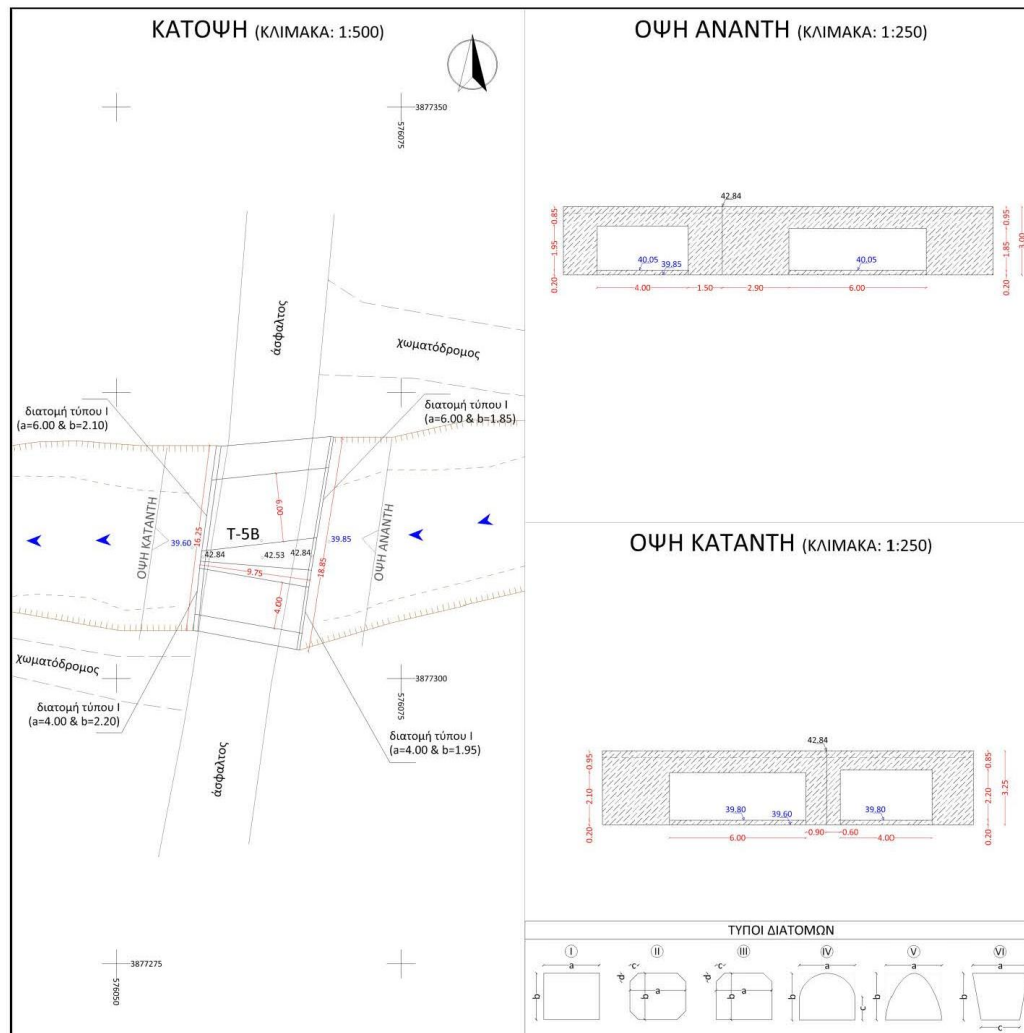 ΚΑΤΟΨΗ (ΚΛΙΜΑΚΑ: 1:500)
3877350
576075
άσφαλτος
χωματόδρομος
διατομή τύπου Ι
(a=6.00 & b=2.10)
διατομή τύπου Ι
(a=6.00 & b=1.85)
ΟΨΗ ΚΑΤΑΝΤΗ
39.60
16.25
T-5B
6.00
42.84
42.53
42.84
39.85
18.85
ΟΨΗ ΑΝΑΝΤΗ
9.75
4.00
χωματόδρομος
3877300
576075
διατομή τύπου Ι
(a=4.00 & b=2.20)
διατομή τύπου Ι
(a=4.00 & b=1.95)
άσφαλτος
3877275
576050
ΟΨΗ ΑΝΑΝΤΗ (ΚΛΙΜΑΚΑ: 1:250)
42.84
0.85
1.95
0.20
40.05
39.85
40.05
0.95
1.85
0.20
3.00
4.00
1.50
2.90
6.00
ΟΨΗ ΚΑΤΑΝΤΗ (ΚΛΙΜΑΚΑ: 1:250)
42.84
0.95
2.10
0.20
39.80
39.60
39.80
0.85
2.20
0.20
3.25
6.00
0.90
0.60
4.00
ΤΥΠΟΙ ΔΙΑΤΟΜΩΝ
I II III IV V VI
a
b
c
d
a
b
c
d
a
b
a
b
c
a
b
a
b
c